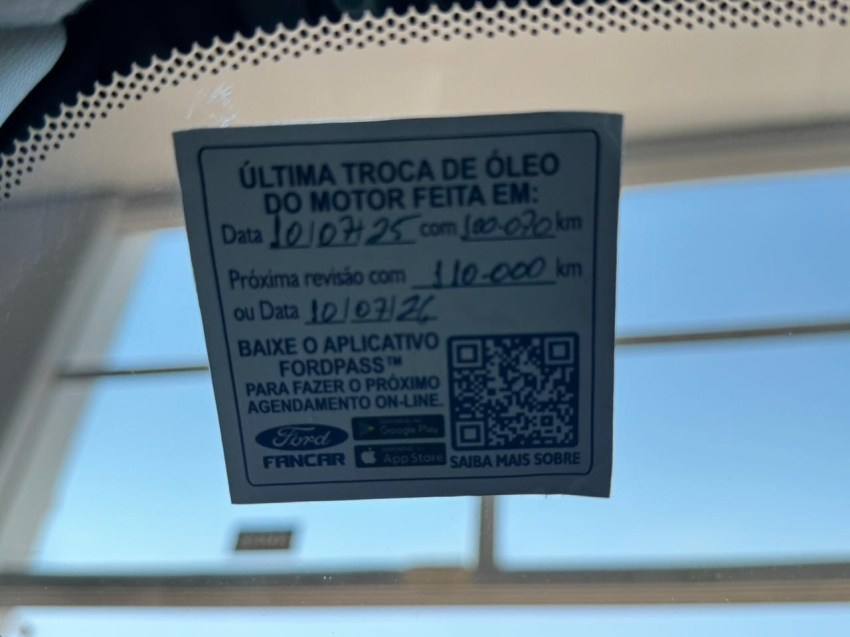 ÚLTIMA TROCA DE ÓLEO
DO MOTOR FEITA EM:
Data 10/07/25 com 100-070 km
Próxima revisão com 110-000 km
ou Data 10/07/26
BAIXE O APLICATIVO
FORDPASS™
PARA FAZER O PRÓXIMO
AGENDAMENTO ON-LINE.
Ford
FANCAR
Google Play
App Store
SAIBA MAIS SOBRE